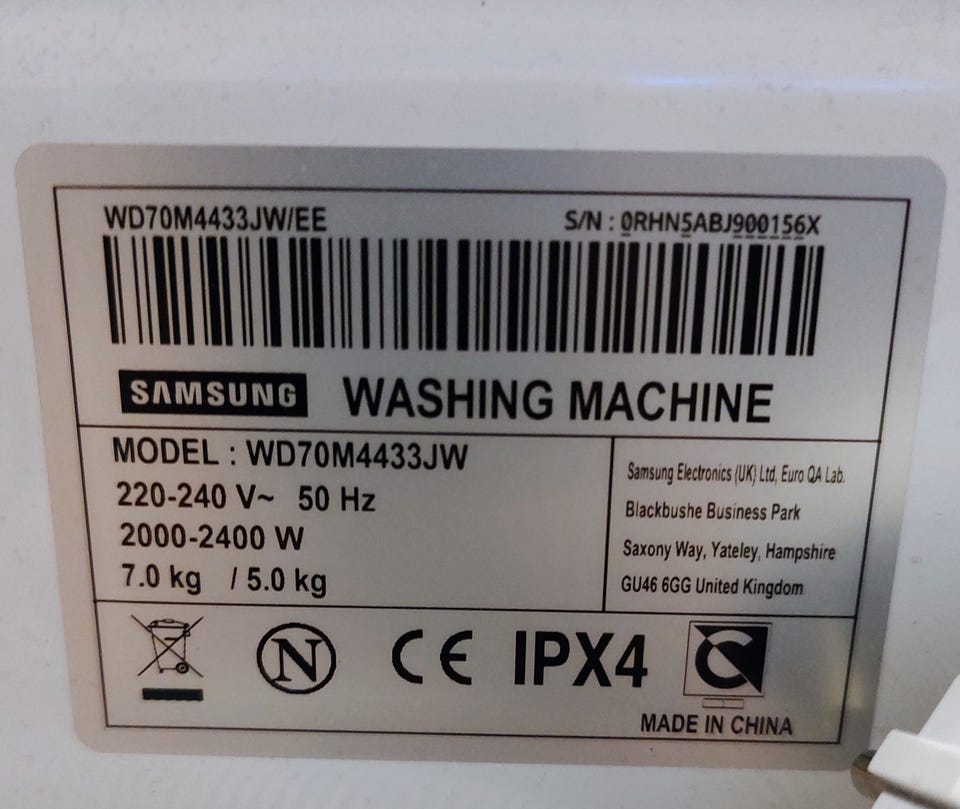 WD70M4433JW/EE S/N : 0RHN5ABJ900156X
SAMSUNG WASHING MACHINE
MODEL : WD70M4433JW
220-240 V~ 50 Hz
2000-2400 W
7.0 kg / 5.0 kg
Samsung Electronics (UK) Ltd, Euro QA Lab.
Blackbushe Business Park
Saxony Way, Yateley, Hampshire
GU46 6GG United Kingdom
N CE IPX4
MADE IN CHINA